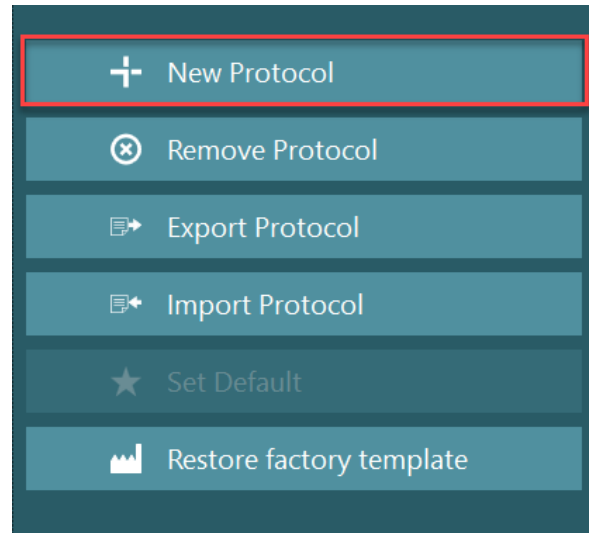 New Protocol
Remove Protocol
Export Protocol
Import Protocol
Set Default
Restore factory template